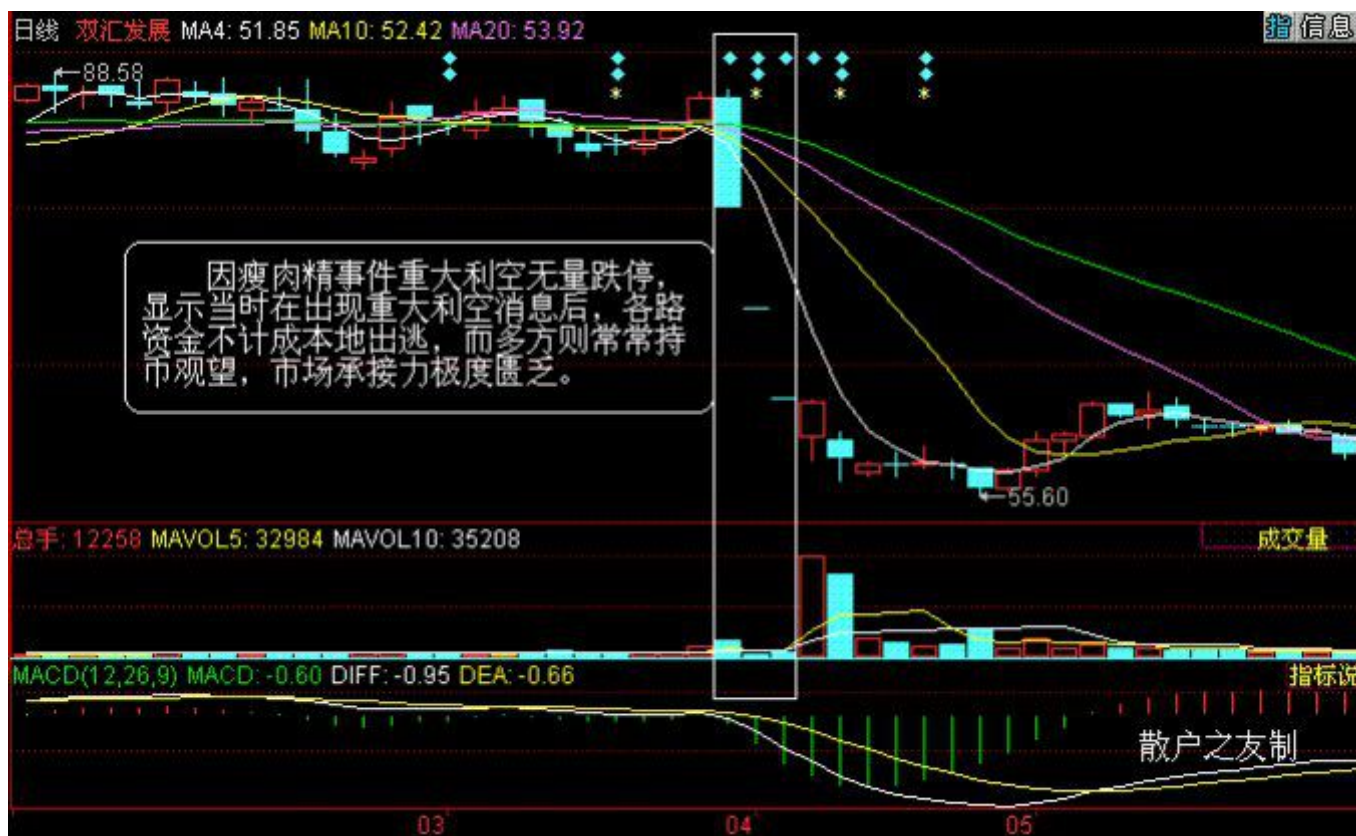 日线 双汇发展 MA4: 51.85 MA10: 52.42 MA20: 53.92
指 信息
88.58
因瘦肉精事件重大利空无量跌停，
显示当时在出现重大利空消息后，各路
资金不计成本地出逃，而多方则常常持
币观望，市场承接力极度匮乏。
55.60
总手: 12258 MAVOL5: 32984 MAVOL10: 35208
成交量
MACD(12,26,9) MACD: -0.60 DIFF: -0.95 DEA: -0.66
指标说
散户之友制
03 04 05